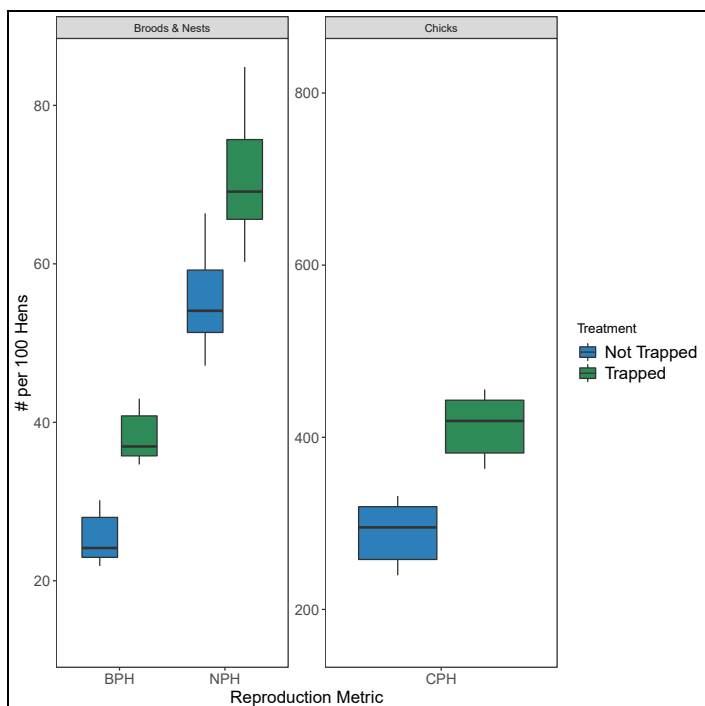 Broods & Nests
Chicks
# per 100 Hens
80
60
40
20
800
600
400
200
BPH
NPH
CPH
Reproduction Metric
Treatment
Not Trapped
Trapped